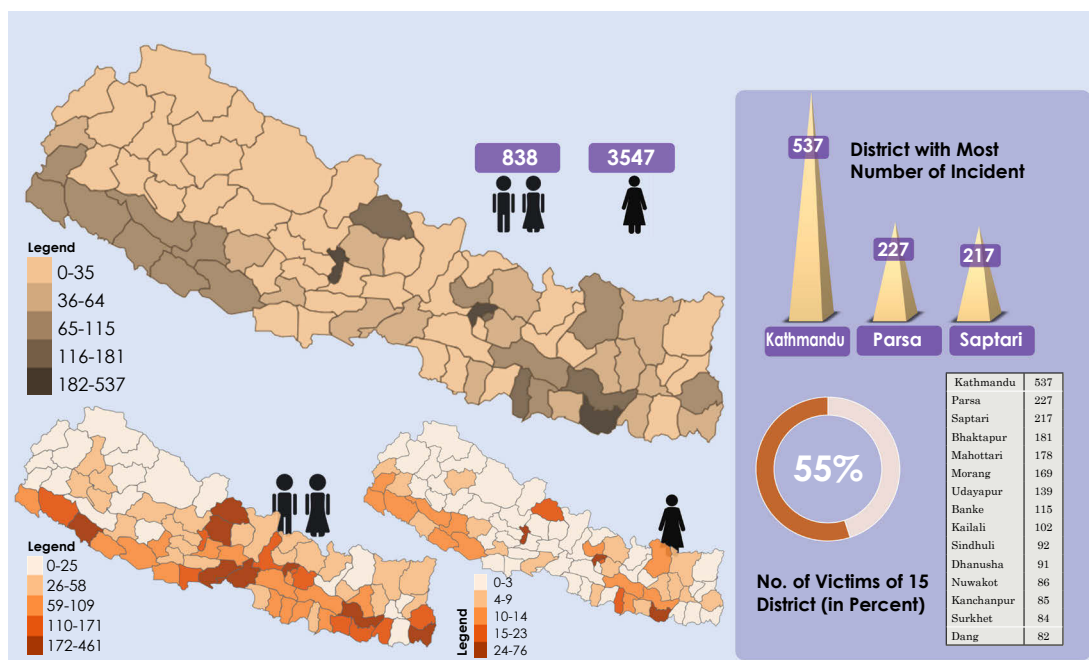 838
3547
Legend
0-35
36-64
65-115
116-181
182-537
Legend
0-25
26-58
59-109
110-171
172-461
Legend
0-3
4-9
10-14
15-23
24-76
537
District with Most
Number of Incident
227
217
Kathmandu
Parsa
Saptari
55%
No. of Victims of 15
District (in Percent)
Kathmandu 537
Parsa 227
Saptari 217
Bhaktapur 181
Mahottari 178
Morang 169
Udayapur 139
Banke 115
Kailali 102
Sindhuli 92
Dhanusha 91
Nuwakot 86
Kanchanpur 85
Surkhet 84
Dang 82